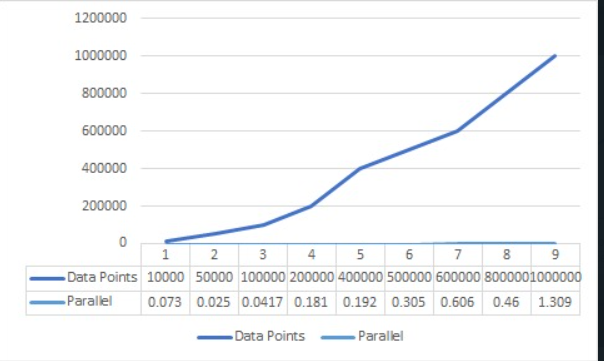 1200000
1000000
800000
600000
400000
200000
0
1 2 3 4 5 6 7 8 9
Data Points 10000 50000 100000 200000 400000 500000 600000 800000 1000000
Parallel 0.073 0.025 0.0417 0.181 0.192 0.305 0.606 0.46 1.309
Data Points Parallel